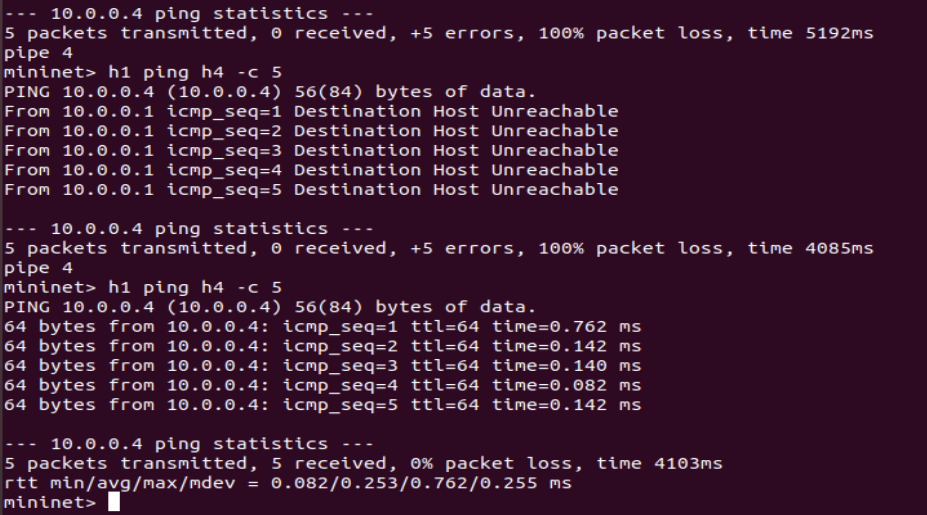 --- 10.0.0.4 ping statistics ---
5 packets transmitted, 0 received, +5 errors, 100% packet loss, time 5192ms
pipe 4
mininet> h1 ping h4 -c 5
PING 10.0.0.4 (10.0.0.4) 56(84) bytes of data.
From 10.0.0.1 icmp_seq=1 Destination Host Unreachable
From 10.0.0.1 icmp_seq=2 Destination Host Unreachable
From 10.0.0.1 icmp_seq=3 Destination Host Unreachable
From 10.0.0.1 icmp_seq=4 Destination Host Unreachable
From 10.0.0.1 icmp_seq=5 Destination Host Unreachable
--- 10.0.0.4 ping statistics ---
5 packets transmitted, 0 received, +5 errors, 100% packet loss, time 4085ms
pipe 4
mininet> h1 ping h4 -c 5
PING 10.0.0.4 (10.0.0.4) 56(84) bytes of data.
64 bytes from 10.0.0.4: icmp_seq=1 ttl=64 time=0.762 ms
64 bytes from 10.0.0.4: icmp_seq=2 ttl=64 time=0.142 ms
64 bytes from 10.0.0.4: icmp_seq=3 ttl=64 time=0.140 ms
64 bytes from 10.0.0.4: icmp_seq=4 ttl=64 time=0.082 ms
64 bytes from 10.0.0.4: icmp_seq=5 ttl=64 time=0.142 ms
--- 10.0.0.4 ping statistics ---
5 packets transmitted, 5 received, 0% packet loss, time 4103ms
rtt min/avg/max/mdev = 0.082/0.253/0.762/0.255 ms
mininet>